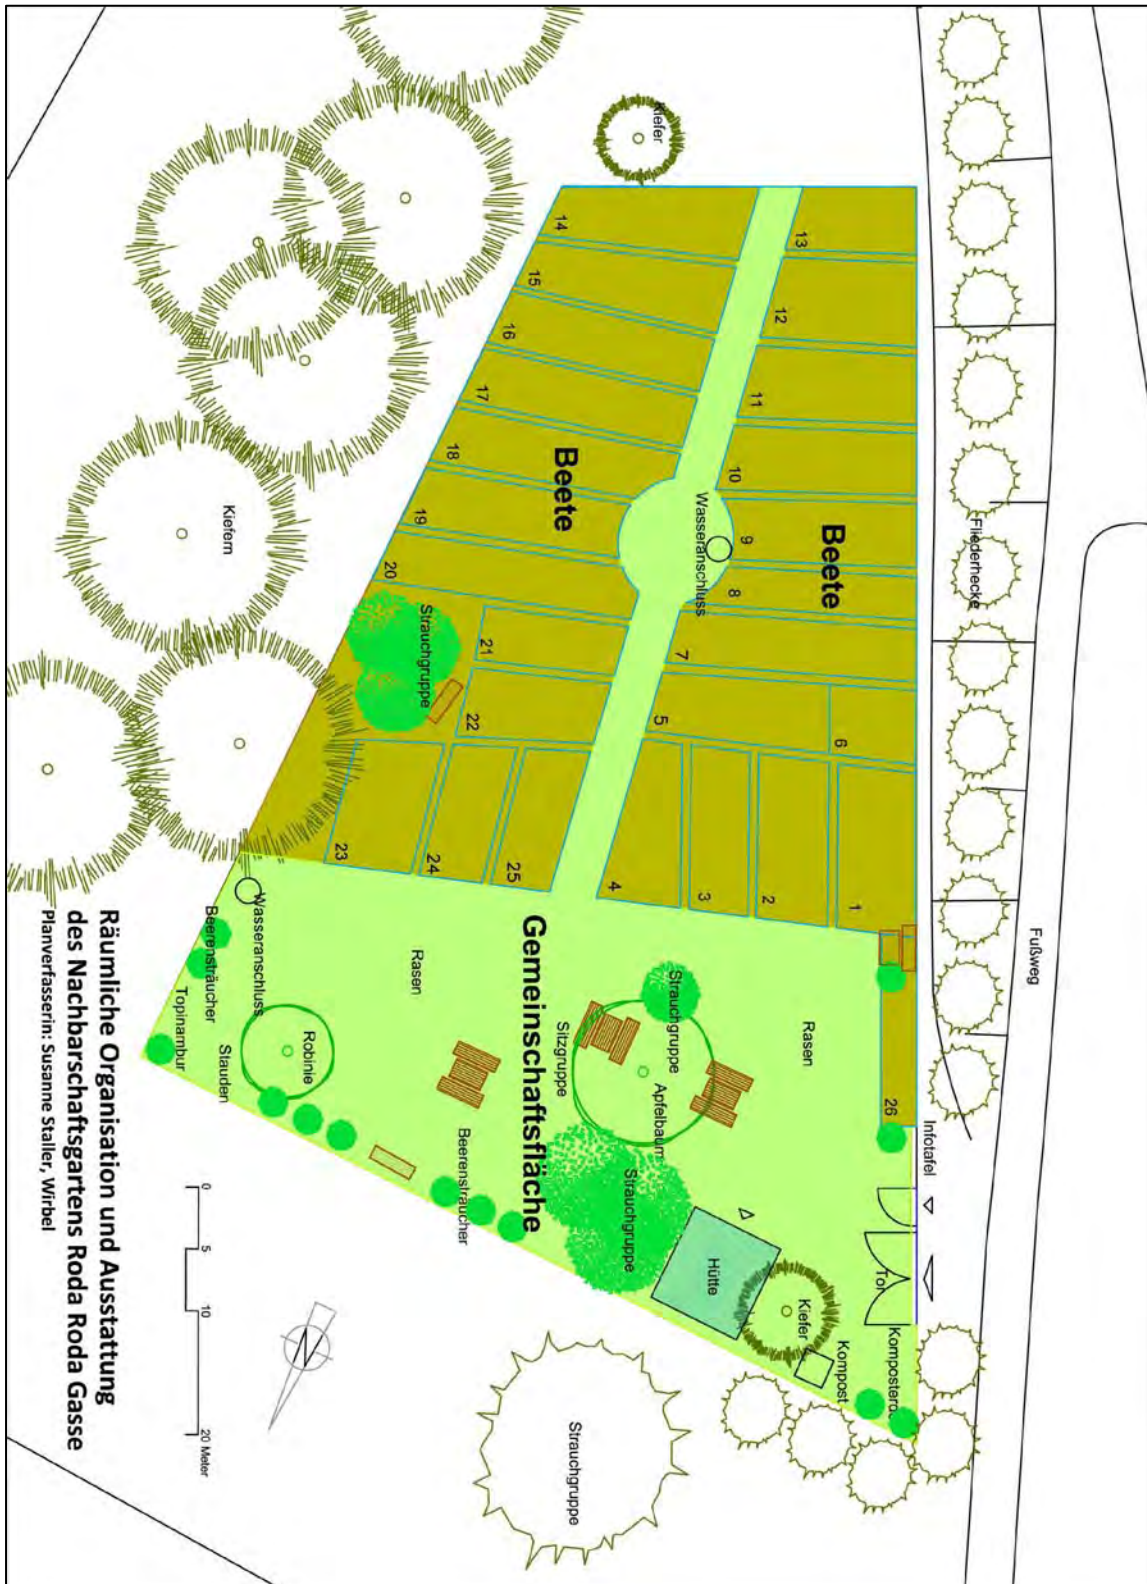 Kiefer
14
15
16
17
18
19
20
13
12
11
10
9
8
7
6
5
Beete
Beete
Wasseranschluss
Fliederhecke
Kiefern
Strauchgruppe
21
22
23
24
25
4
3
2
1
Fußweg
Wasseranschluss
Beerensträucher
Topinambur
Stauden
Robinie
Rasen
Gemeinschaftsfläche
Sitzgruppe
Strauchgruppe
Apfelbaum
Rasen
26
Infotafel
Tor
Beerensträucher
Strauchgruppe
Hütte
Kiefer
Kompost
Komposterde
Strauchgruppe
N
0
5
10
20 Meter
Räumliche Organisation und Ausstattung
des Nachbarschaftsgartens Roda Roda Gasse
Planverfasserin: Susanne Staller, Wirbel